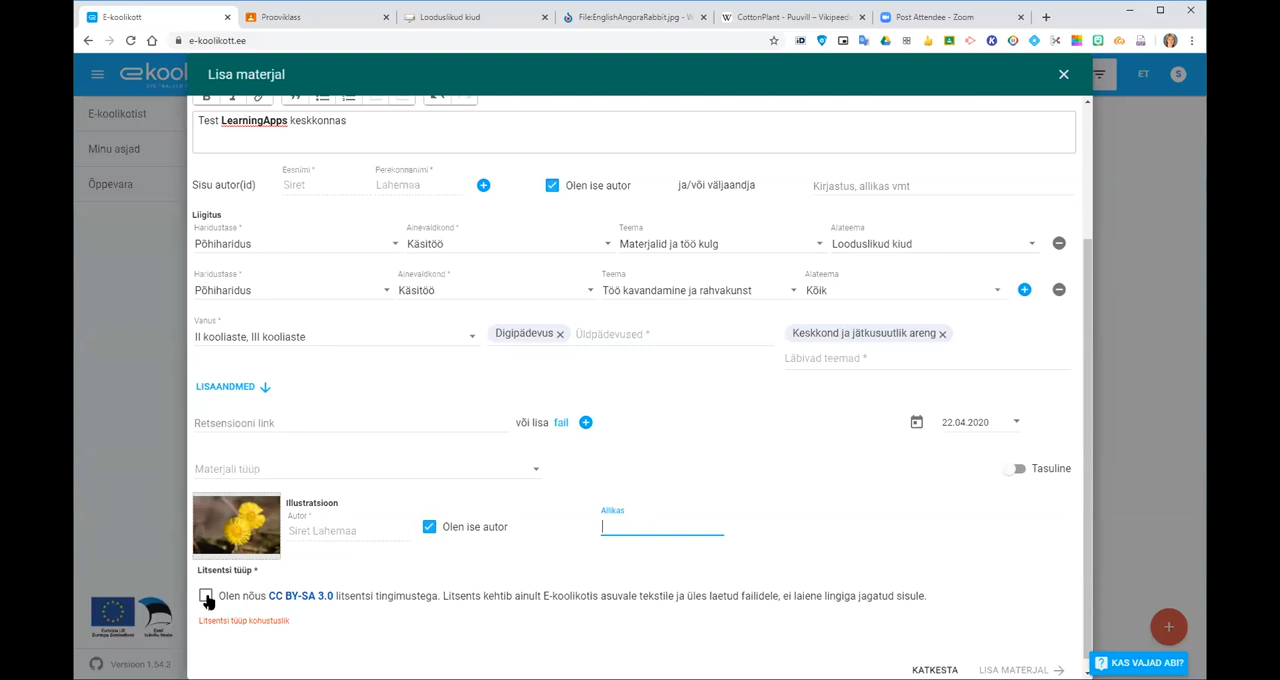 E-koolikott
Prooviklass
Looduslikud kiud
File:EnglishAngoraRabbit.jpg - W
CottonPlant - Puuvill – Vikipeedi
Post Attendee - Zoom
e-koolikott.ee
ekool
Lisa materjal
ET
S
E-koolikotist
Minu asjad
Õppevara
Test LearningApps keskkonnas
Sisu autor(id)
Eesnimi *
Siret
Perekonnanimi *
Lahemaa
Olen ise autor
ja/või väljaandja
Kirjastus, allikas vmt
Liigitus
Haridustase *
Ainevaldkond *
Teema
Alateema
Põhiharidus
Käsitöö
Materjalid ja töö kulg
Looduslikud kiud
Haridustase *
Ainevaldkond *
Teema
Alateema
Põhiharidus
Käsitöö
Töö kavandamine ja rahvakunst
Kõik
Vanus *
II kooliaste, III kooliaste
Digipädevus
Üldpädevused *
Keskkond ja jätkusuutlik areng
Läbivad teemad *
LISAANDMED
Retsensiooni link
või lisa fail
22.04.2020
Materjali tüüp
Tasuline
Illustratsioon
Autor *
Siret Lahemaa
Olen ise autor
Allikas
Litsentsi tüüp *
Olen nõus CC BY-SA 3.0 litsentsi tingimustega. Litsents kehtib ainult E-koolikotis asuvale tekstile ja üles laetud failidele, ei laiene lingiga jagatud sisule.
Litsentsi tüüp kohustuslik
Versioon 1.54.3
KATKESTA
LISA MATERJAL
KAS VAJAD ABI?